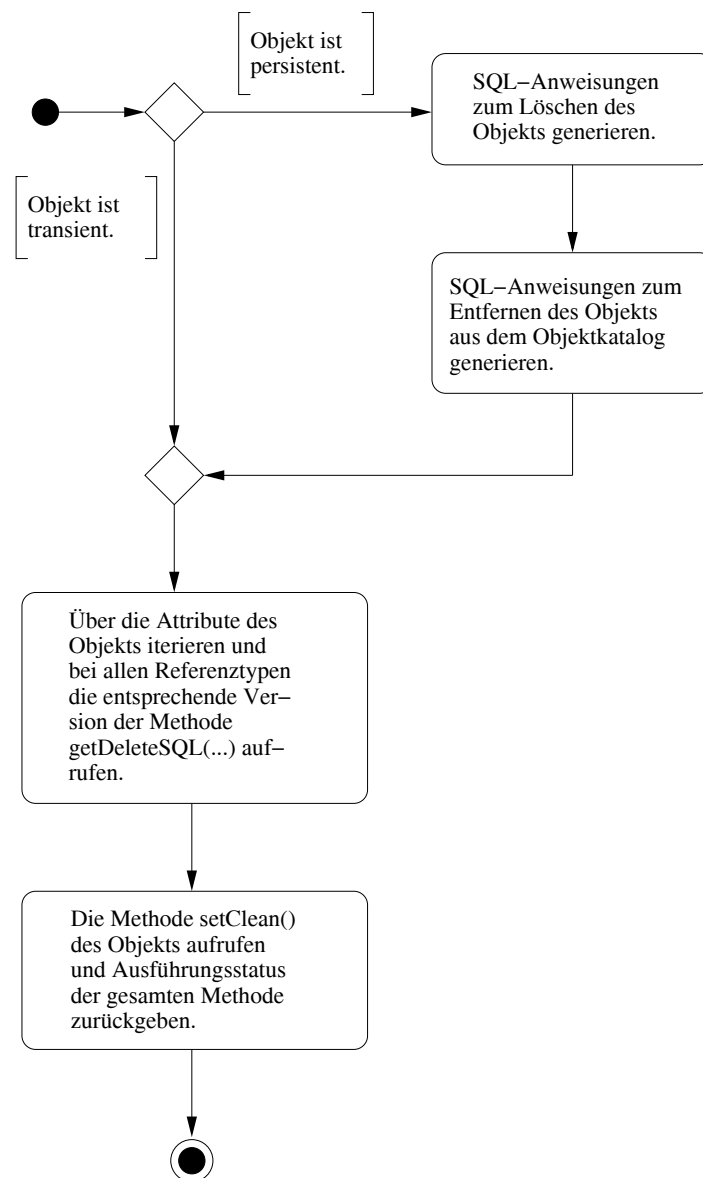 Objekt ist
persistent.
SQL−Anweisungen
zum Löschen des
Objekts generieren.
Objekt ist
transient.
SQL−Anweisungen zum
Entfernen des Objekts
aus dem Objektkatalog
generieren.
Über die Attribute des
Objekts iterieren und
bei allen Referenztypen
die entsprechende Ver−
sion der Methode
getDeleteSQL(...) auf−
rufen.
Die Methode setClean()
des Objekts aufrufen
und Ausführungsstatus
der gesamten Methode
zurückgeben.